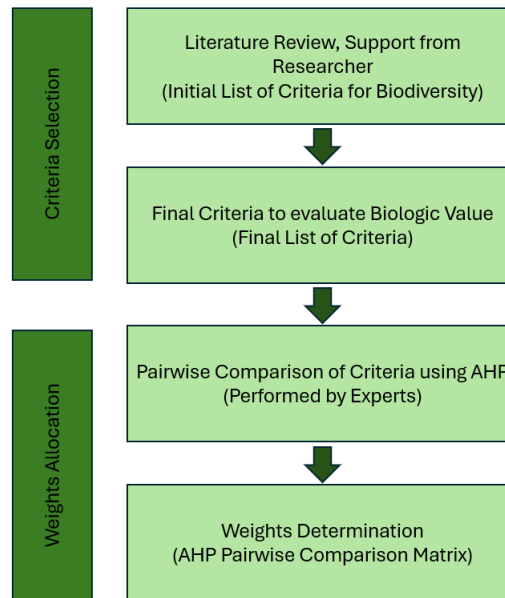 Criteria Selection
Literature Review, Support from
Researcher
(Initial List of Criteria for Biodiversity)
Final Criteria to evaluate Biologic Value
(Final List of Criteria)
Weights Allocation
Pairwise Comparison of Criteria using AHP
(Performed by Experts)
Weights Determination
(AHP Pairwise Comparison Matrix)